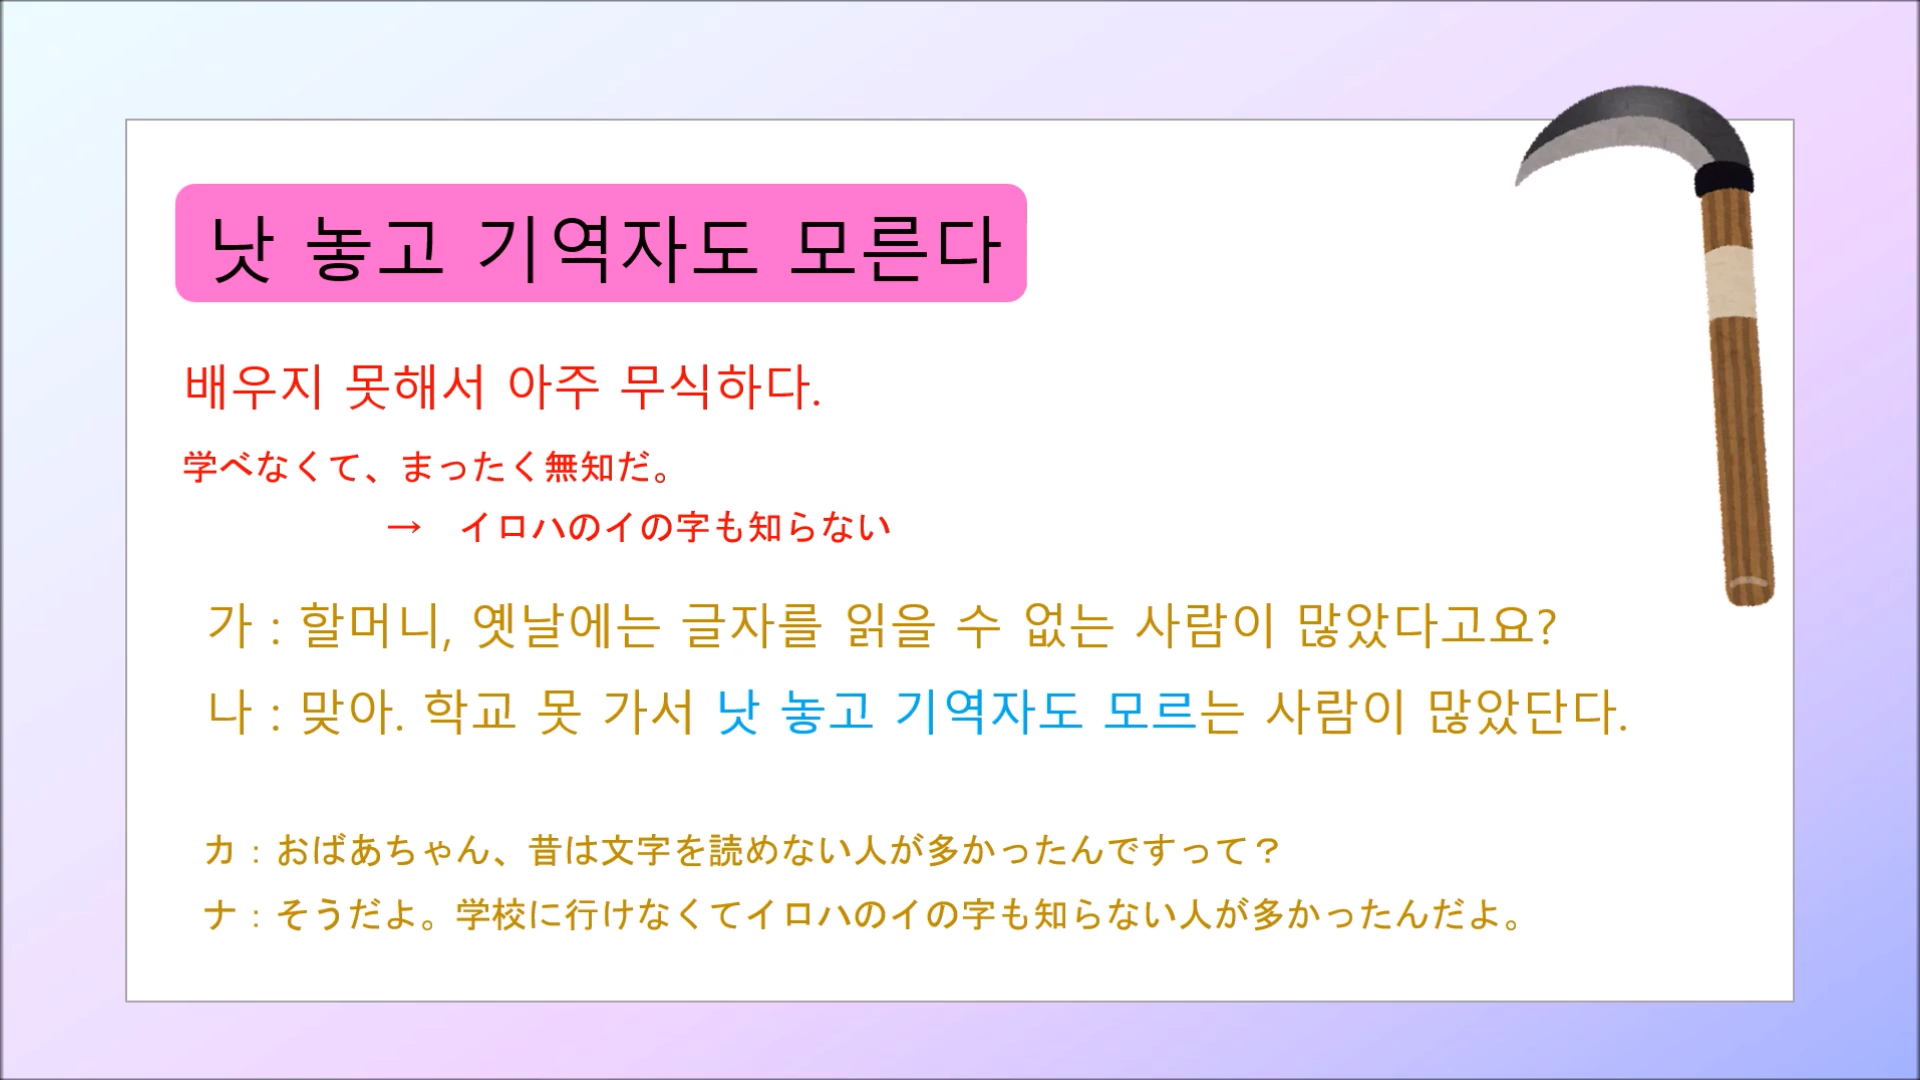 낫 놓고 기역자도 모른다
배우지 못해서 아주 무식하다.
学べなくて、まったく無知だ。
→　イロハのイの字も知らない
가 : 할머니, 옛날에는 글자를 읽을 수 없는 사람이 많았다고요?
나 : 맞아. 학교 못 가서 낫 놓고 기역자도 모르는 사람이 많았단다.
カ：おばあちゃん、昔は文字を読めない人が多かったんですって？
ナ：そうだよ。学校に行けなくてイロハのイの字も知らない人が多かったんだよ。